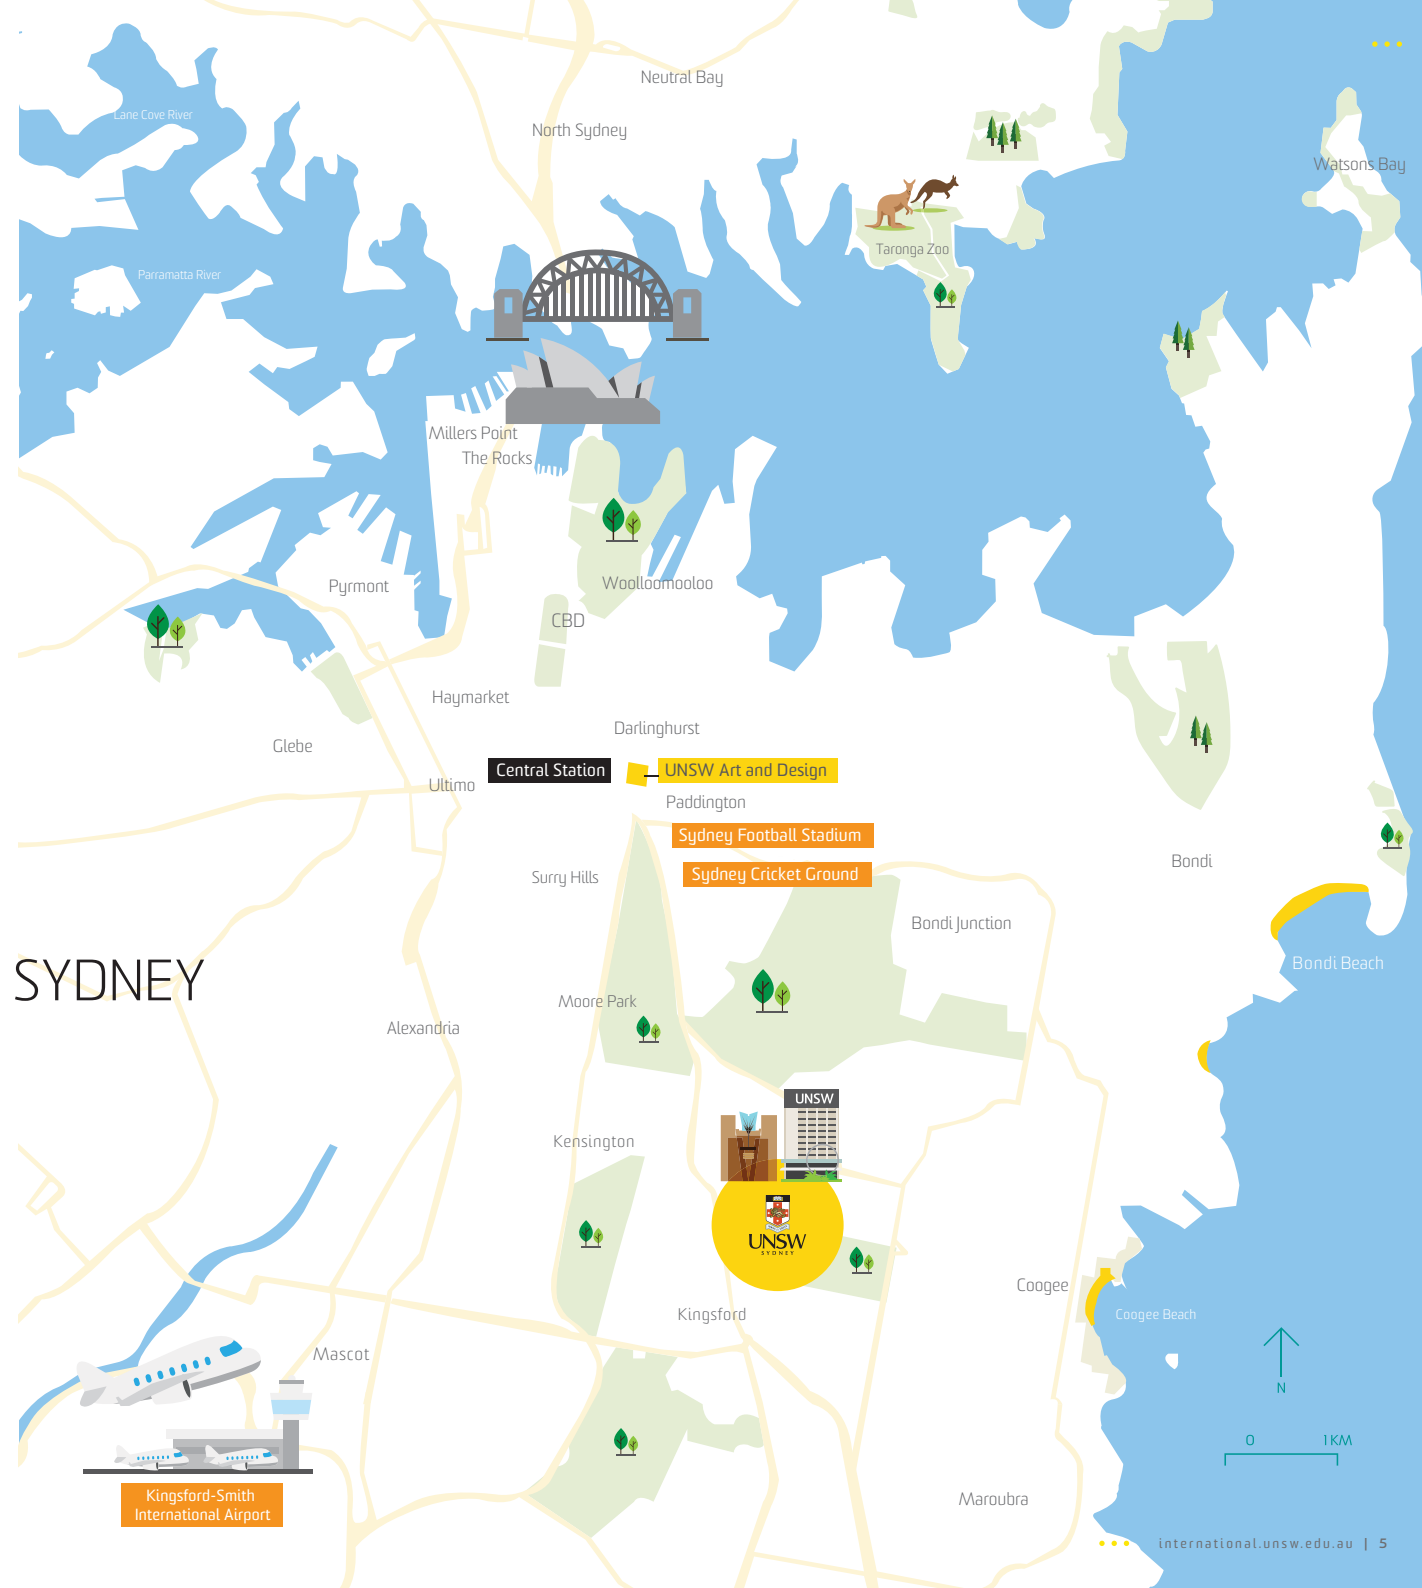 Neutral Bay
Lane Cove River
North Sydney
Watsons Bay
Taronga Zoo
Parramatta River
Millers Point
The Rocks
Pyrmont
Woolloomooloo
CBD
Haymarket
Darlinghurst
Glebe
Central Station
UNSW Art and Design
Ultimo
Paddington
Sydney Football Stadium
Bondi
Surry Hills
Sydney Cricket Ground
Bondi Junction
Bondi Beach
SYDNEY
Moore Park
Alexandria
UNSW
Kensington
UNSW
SYDNEY
Coogee
Kingsford
Coogee Beach
Mascot
N
0 1KM
Kingsford-Smith
International Airport
Maroubra
international.unsw.edu.au | 5